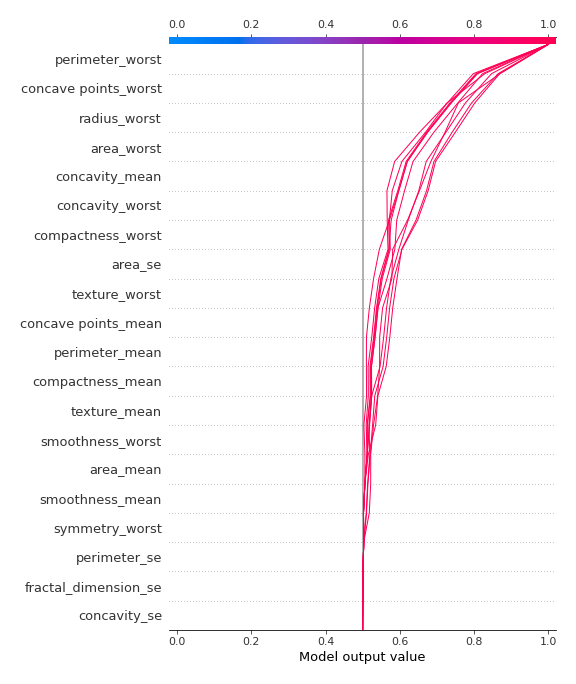 0.0 0.2 0.4 0.6 0.8 1.0
perimeter_worst
concave points_worst
radius_worst
area_worst
concavity_mean
concavity_worst
compactness_worst
area_se
texture_worst
concave points_mean
perimeter_mean
compactness_mean
texture_mean
smoothness_worst
area_mean
smoothness_mean
symmetry_worst
perimeter_se
fractal_dimension_se
concavity_se
0.0 0.2 0.4 0.6 0.8 1.0
Model output value